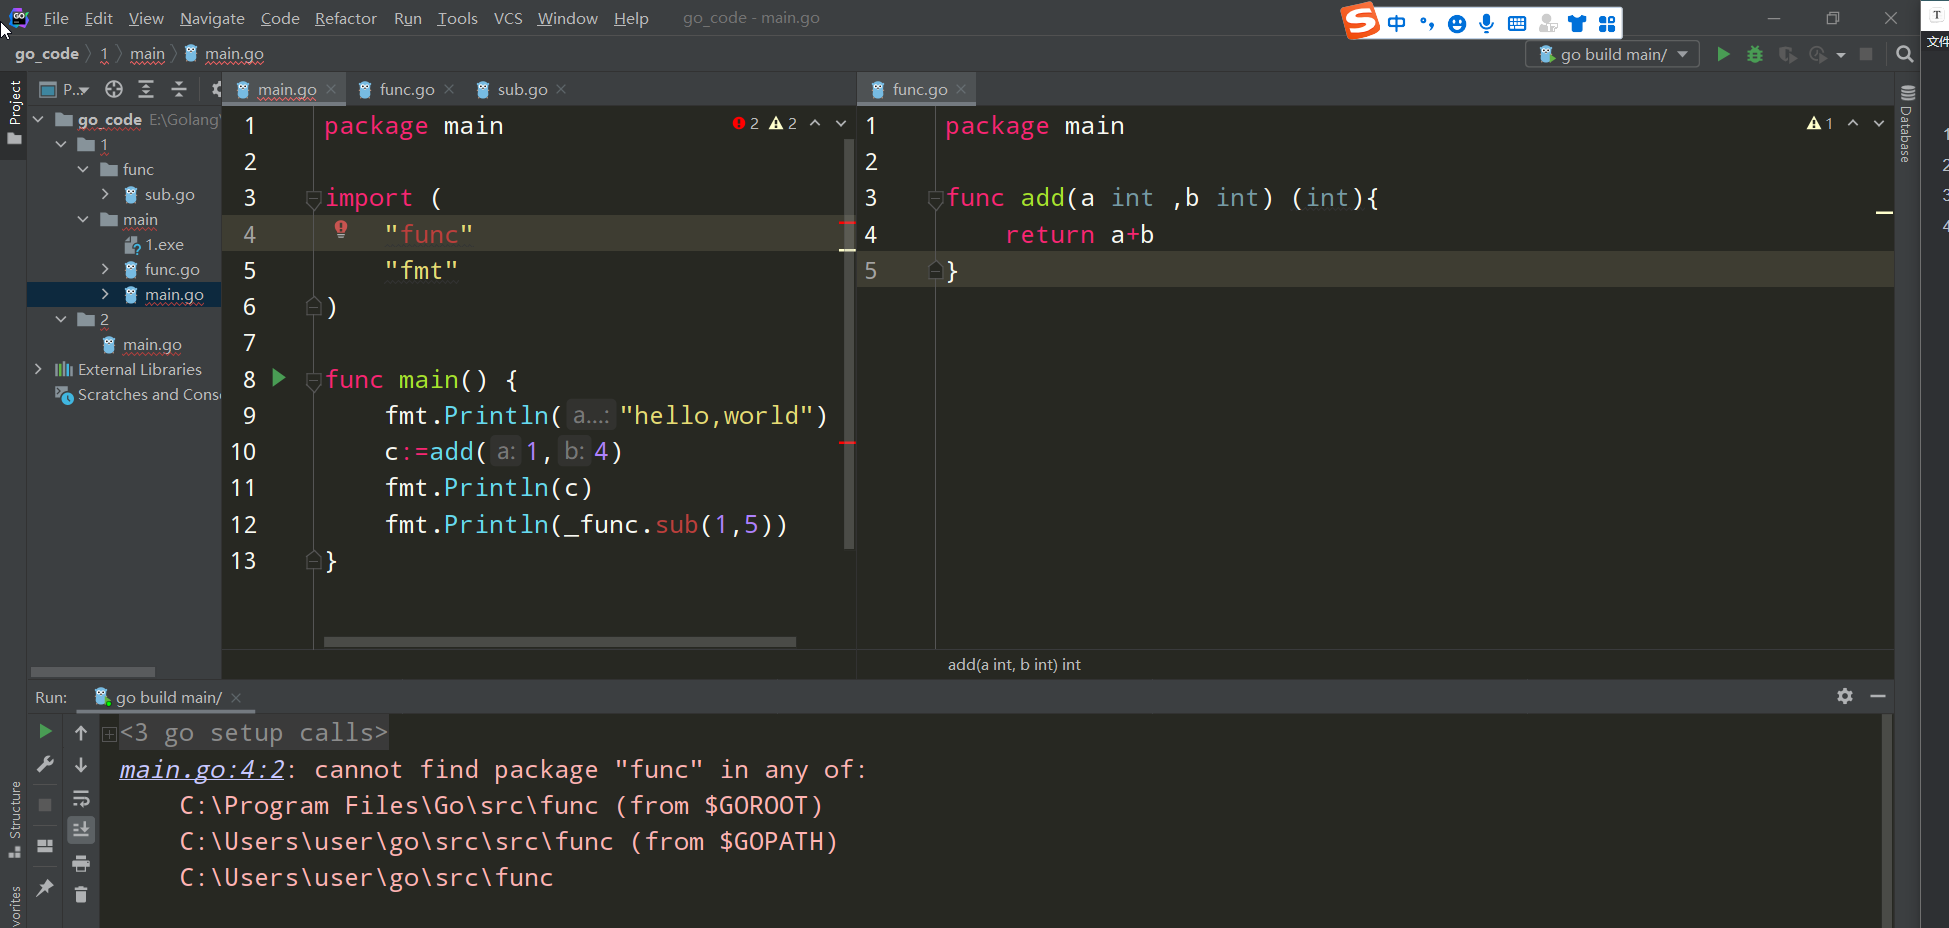 File Edit View Navigate Code Refactor Run Tools VCS Window Help go_code - main.go
中
文件
go_code 1 main main.go
go build main/
Project
P...
main.go func.go sub.go
func.go
go_code E:\Golang\
1
func
sub.go
main
1.exe
func.go
main.go
2
main.go
External Libraries
Scratches and Cons
2 2
1 package main
2
3 import (
4 "func"
5 "fmt"
6 )
7
8 func main() {
9 fmt.Println( a...: "hello,world")
10 c:=add( a: 1, b: 4)
11 fmt.Println(c)
12 fmt.Println(_func.sub(1,5))
13 }
1
1 package main
2
3 func add(a int ,b int) (int){
4 return a+b
5 }
add(a int, b int) int
Database
1
2
3
4
Run: go build main/
<3 go setup calls>
main.go:4:2: cannot find package "func" in any of:
C:\Program Files\Go\src\func (from $GOROOT)
C:\Users\user\go\src\src\func (from $GOPATH)
C:\Users\user\go\src\func
Structure
vorites